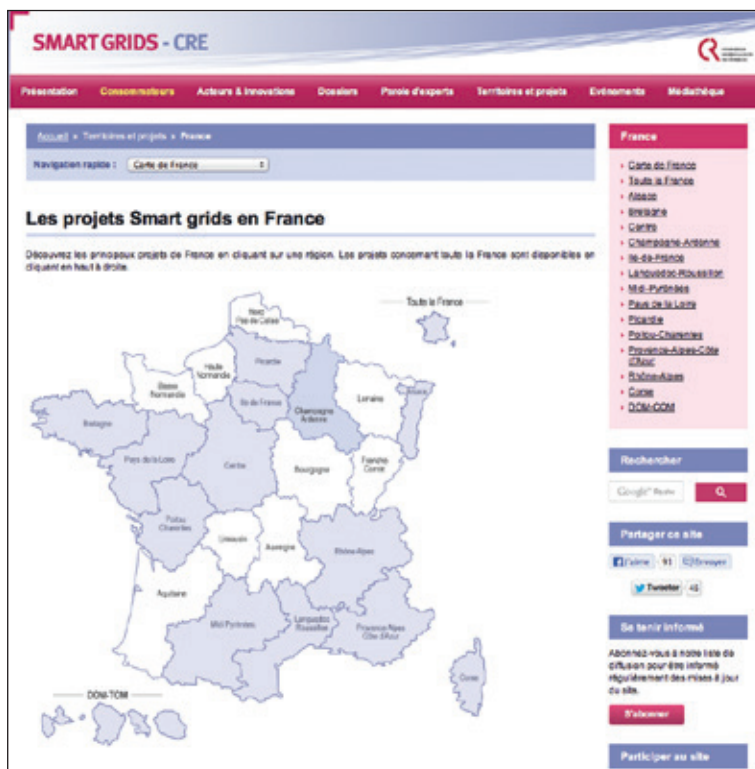 SMART GRIDS - CRE
Présentation
Consommateurs
Acteurs & Innovations
Dossiers
Parole d'experts
Territoires et projets
Evénements
Médiathèque
Accueil » Territoires et projets » France
Navigation rapide :
Carte de France
Les projets Smart grids en France
Découvrez les principaux projets de France en cliquant sur une région. Les projets concernant toute la France sont disponibles en
cliquant en haut à droite.
Toute la France
Nord
Pas de Calais
Picardie
Haute
Normandie
Basse
Normandie
Ile de France
Champagne
Ardenne
Lorraine
Alsace
Bretagne
Pays de la Loire
Centre
Bourgogne
Franche
Comté
Poitou
Charentes
Limousin
Auvergne
Rhône-Alpes
Aquitaine
Midi Pyrénées
Languedoc
Roussillon
Provence-Alpes
Côte d'Azur
Corse
DOM-TOM
France
Carte de France
Toute la France
Alsace
Bretagne
Centre
Champagne-Ardenne
Ile-de-France
Languedoc-Roussillon
Midi-Pyrénées
Pays de la Loire
Picardie
Poitou-Charentes
Provence-Alpes-Côte
d'Azur
Rhône-Alpes
Corse
DOM-COM
Rechercher
Google
Partager ce site
J'aime
91
Envoyer
Tweeter
Se tenir informé
Abonnez-vous à notre liste de
diffusion pour être informé
régulièrement des mises à jour
du site.
S'abonner
Participer au site